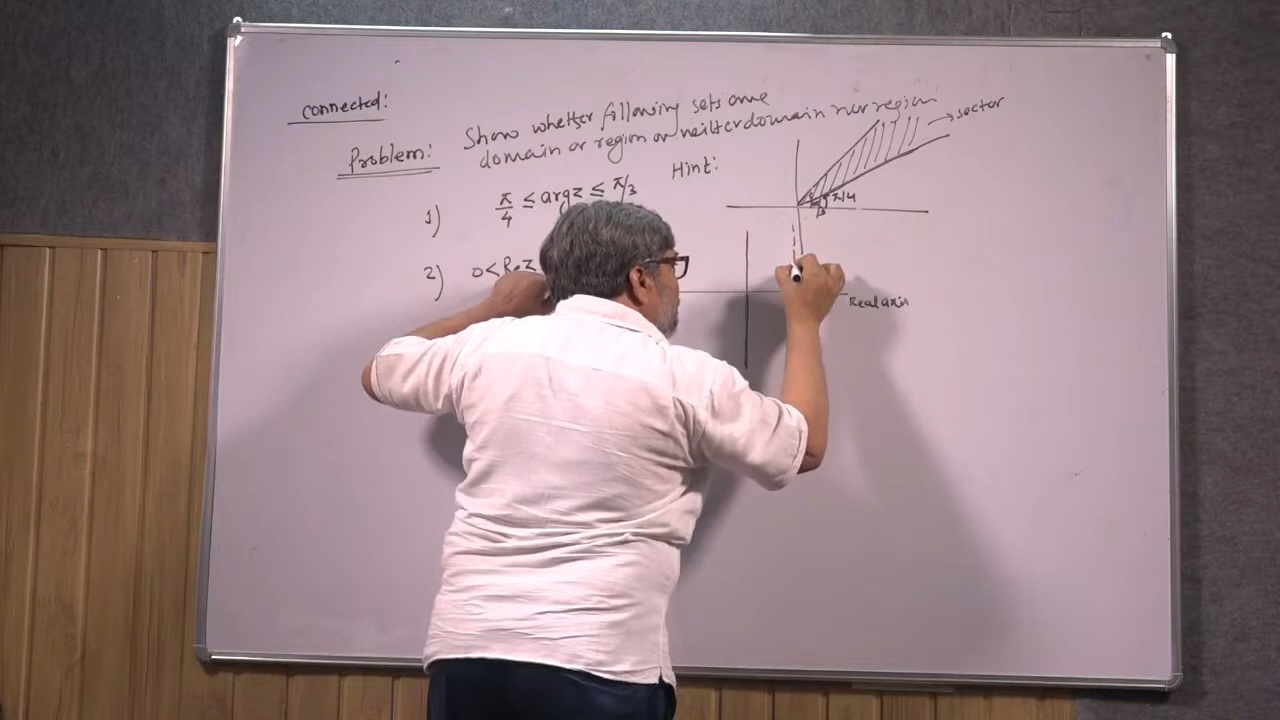 connected:
Problem: Show whether following sets are
domain or region or neither domain nor region
1) π/4 ≤ arg z ≤ π/3
Hint:
→ sector
π/4
π/3
2) 0 < Re z
Real axis